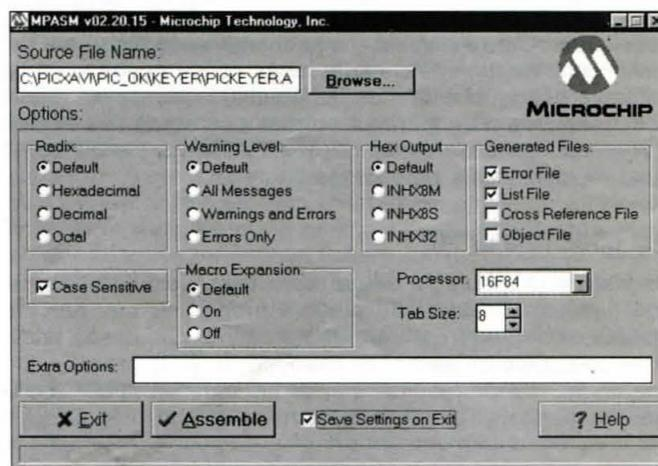 MPASM v02.20.15 - Microchip Technology, Inc.
Source File Name:
C:\PICXAVI\PIC_OK\KEYER\PICKEYER.A
Browse...
MICROCHIP
Options:
Radix:
Default
Hexadecimal
Decimal
Octal
Warning Level:
Default
All Messages
Warnings and Errors
Errors Only
Hex Output
Default
INHX8M
INHX8S
INHX32
Generated Files:
Error File
List File
Cross Reference File
Object File
Case Sensitive
Macro Expansion
Default
On
Off
Processor: 16F84
Tab Size: 8
Extra Options:
Exit
Assemble
Save Settings on Exit
? Help